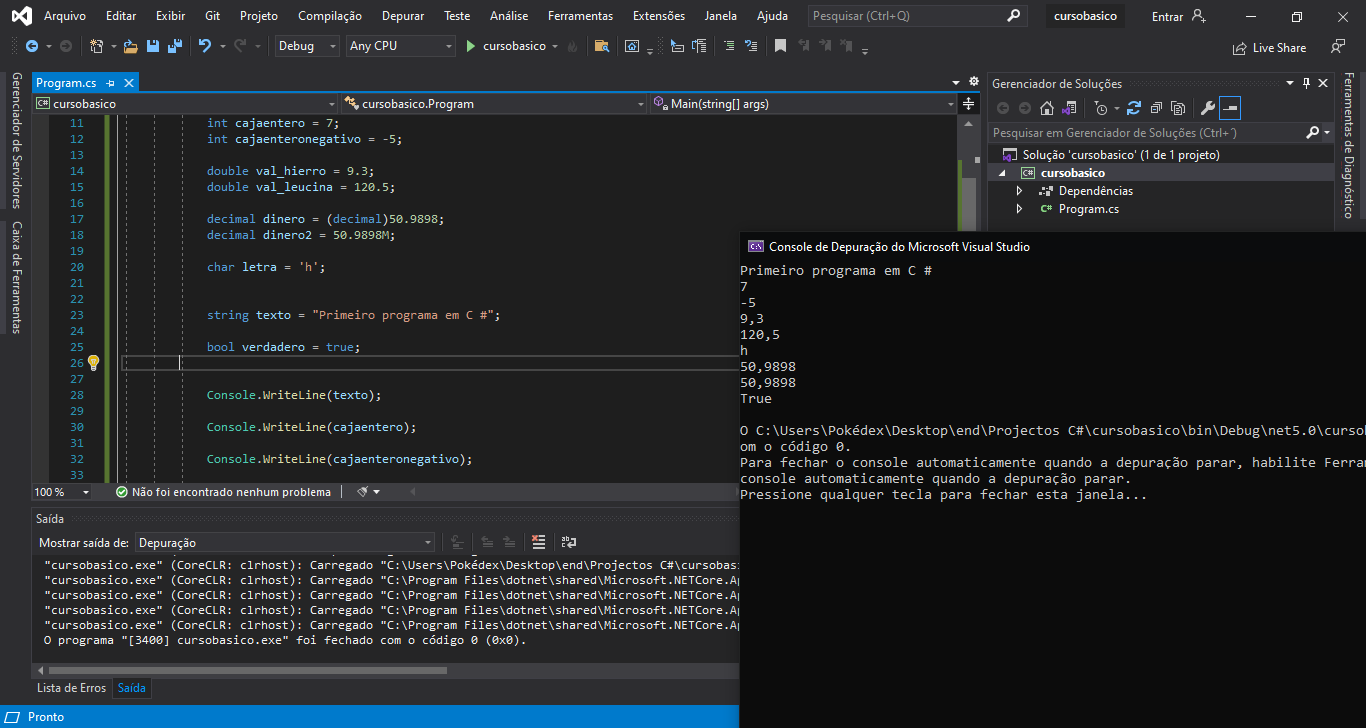 Arquivo Editar Exibir Git Projeto Compilação Depurar Teste Análise Ferramentas Extensões Janela Ajuda Pesquisar (Ctrl+Q) cursobasico Entrar
Debug Any CPU cursobasico Live Share
Gerenciador de Servidores
Caixa de Ferramentas
Program.cs
cursobasico cursobasico.Program Main(string[] args)
11 int cajaentero = 7;
12 int cajaenteronegativo = -5;
13
14 double val_hierro = 9.3;
15 double val_leucina = 120.5;
16
17 decimal dinero = (decimal)50.9898;
18 decimal dinero2 = 50.9898M;
19
20 char letra = 'h';
21
22
23 string texto = "Primeiro programa em C #";
24
25 bool verdadero = true;
26
27
28 Console.WriteLine(texto);
29
30 Console.WriteLine(cajaentero);
31
32 Console.WriteLine(cajaenteronegativo);
33
100 % Não foi encontrado nenhum problema
Saída
Mostrar saída de: Depuração
"cursobasico.exe" (CoreCLR: clrhost): Carregado "C:\Users\Pokédex\Desktop\end\Projectos C#\cursobas
"cursobasico.exe" (CoreCLR: clrhost): Carregado "C:\Program Files\dotnet\shared\Microsoft.NETCore.Ap
"cursobasico.exe" (CoreCLR: clrhost): Carregado "C:\Program Files\dotnet\shared\Microsoft.NETCore.Ap
"cursobasico.exe" (CoreCLR: clrhost): Carregado "C:\Program Files\dotnet\shared\Microsoft.NETCore.Ap
"cursobasico.exe" (CoreCLR: clrhost): Carregado "C:\Program Files\dotnet\shared\Microsoft.NETCore.Ap
O programa "[3400] cursobasico.exe" foi fechado com o código 0 (0x0).
Lista de Erros Saída
Pronto
Gerenciador de Soluções
Pesquisar em Gerenciador de Soluções (Ctrl+´)
Solução 'cursobasico' (1 de 1 projeto)
C# cursobasico
Dependências
C# Program.cs
Ferramentas de Diagnóstico
Console de Depuração do Microsoft Visual Studio
Primeiro programa em C #
7
-5
9,3
120,5
h
50,9898
50,9898
True
O C:\Users\Pokédex\Desktop\end\Projectos C#\cursobasico\bin\Debug\net5.0\cursob
om o código 0.
Para fechar o console automaticamente quando a depuração parar, habilite Ferram
console automaticamente quando a depuração parar.
Pressione qualquer tecla para fechar esta janela...